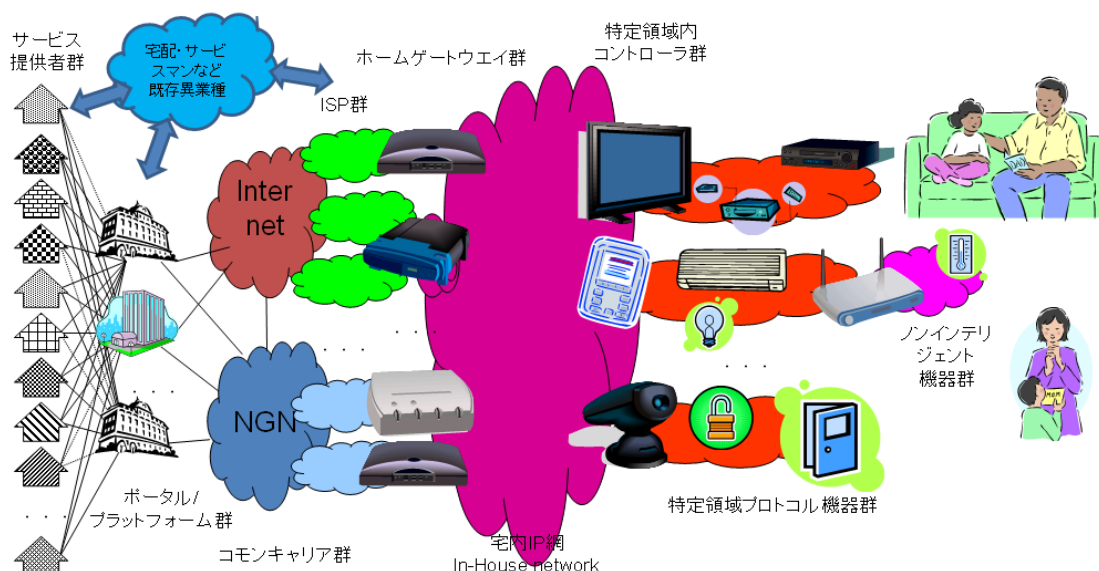 サービス
提供者群
宅配・サービ
スマンなど
既存異業種
ホームゲートウエイ群
ISP群
特定領域内
コントローラ群
Inter
net
NGN
ノンインテリ
ジェント
機器群
ポータル/
プラットフォーム群
コモンキャリア群
宅内IP網
In-House network
特定領域プロトコル機器群